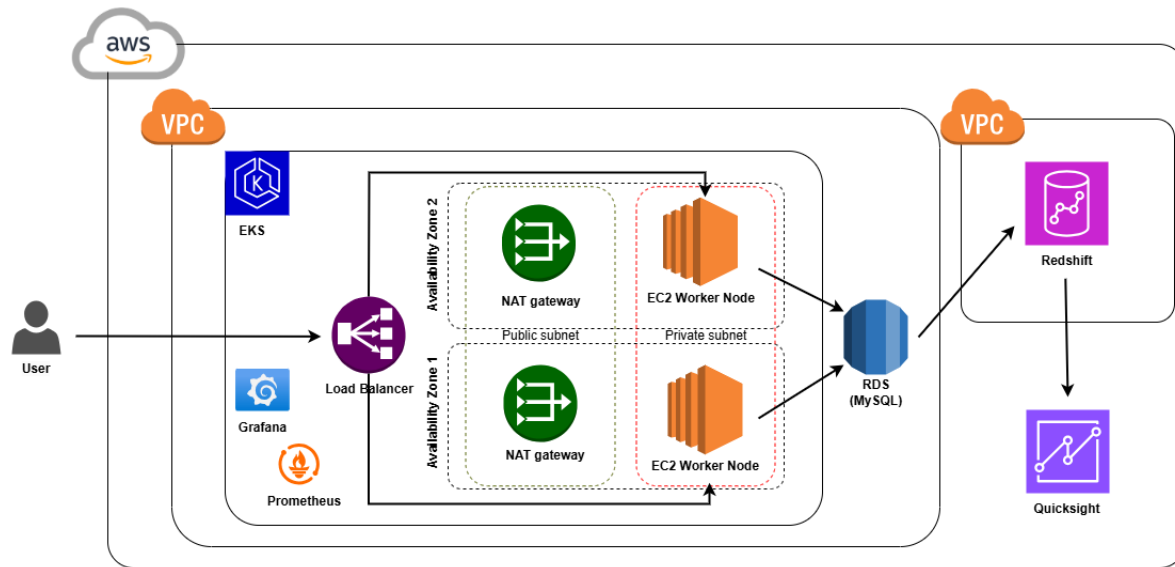 aws
VPC
VPC
EKS
Availability Zone 2
NAT gateway
EC2 Worker Node
Redshift
Public subnet
Private subnet
User
Load Balancer
Availability Zone 1
RDS
(MySQL)
Grafana
NAT gateway
EC2 Worker Node
Prometheus
Quicksight
K